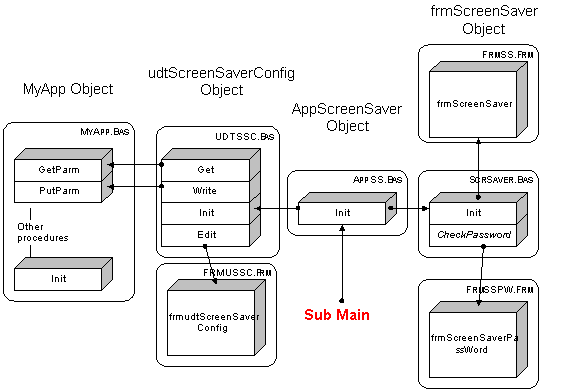 frmScreenSaver
Object
FRMSS.FRM
frmScreenSaver
udtScreenSaverConfig
Object
MyApp Object
AppScreenSaver
Object
MYAPP.BAS
GetParm
PutParm
Other
procedures
Init
UDTSSC.BAS
Get
Write
Init
Edit
APPSS.BAS
Init
SCRSAVER.BAS
Init
CheckPassword
FRMUSSC.FRM
frmudtScreenSaver
Config
Sub Main
FRMSSPW.FRM
frmScreenSaverPa
ssWord